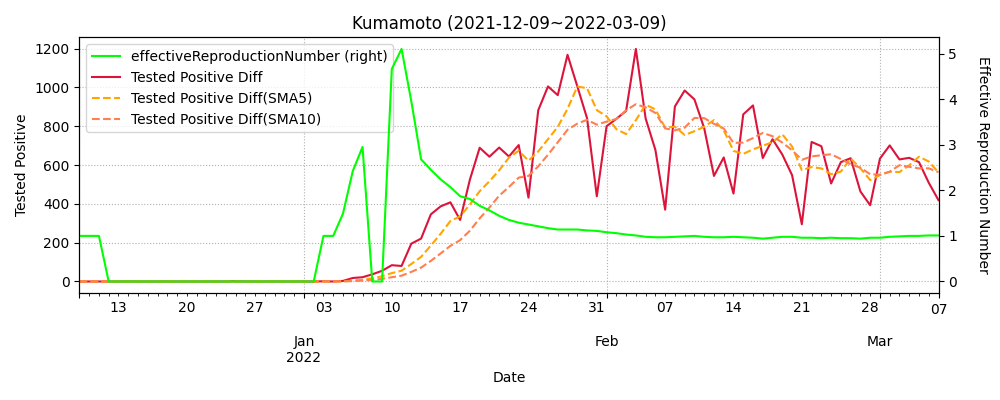 Kumamoto (2021-12-09~2022-03-09)
effectiveReproductionNumber (right)
Tested Positive Diff
Tested Positive Diff(SMA5)
Tested Positive Diff(SMA10)
Tested Positive
1200
1000
800
600
400
200
0
Effective Reproduction Number
5
4
3
2
1
0
13 20 27 03 10 17 24 31 07 14 21 28 07
Jan Feb Mar
2022
Date